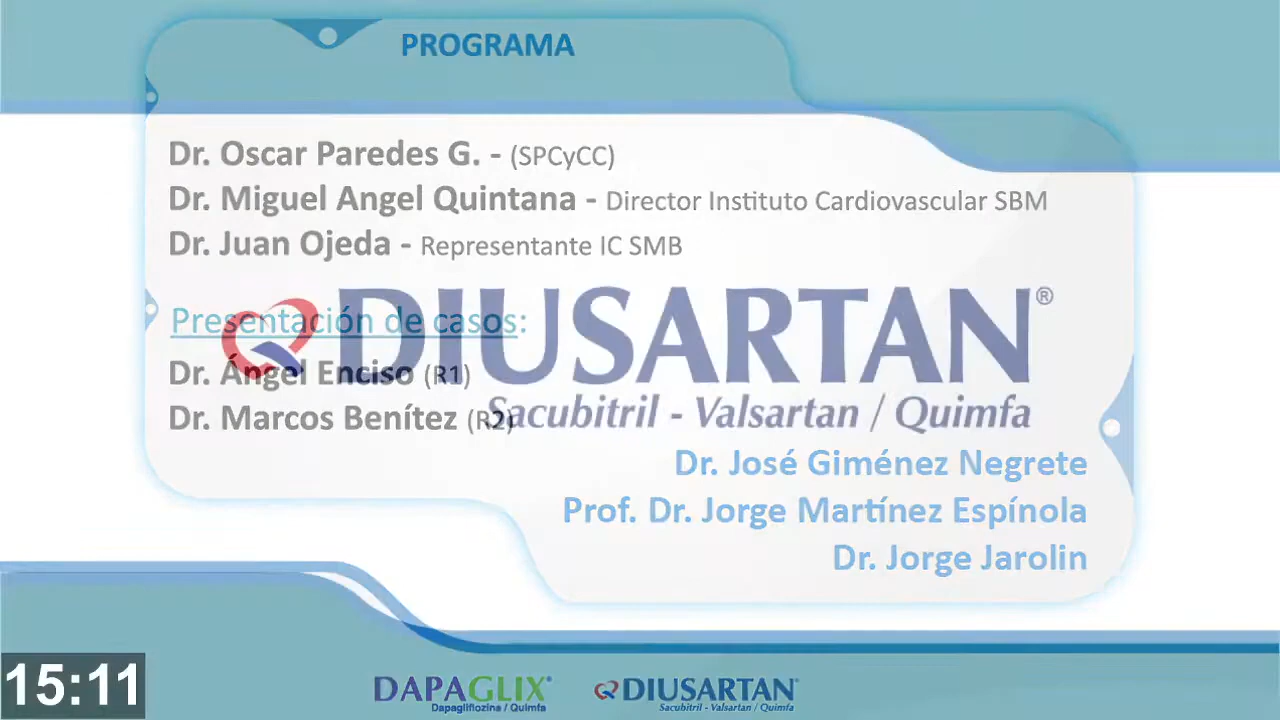 PROGRAMA
Dr. Oscar Paredes G. - (SPCyCC)
Dr. Miguel Angel Quintana - Director Instituto Cardiovascular SBM
Dr. Juan Ojeda - Representante IC SMB
DIUSARTAN®
Sacubitril - Valsartan / Quimfa
Presentación de casos:
Dr. Ángel Enciso (R1)
Dr. Marcos Benítez (R2)
Dr. José Giménez Negrete
Prof. Dr. Jorge Martínez Espínola
Dr. Jorge Jarolin
15:11
DAPAGLIX®
Dapagliflozina / Quimfa
DIUSARTAN®
Sacubitril - Valsartan / Quimfa